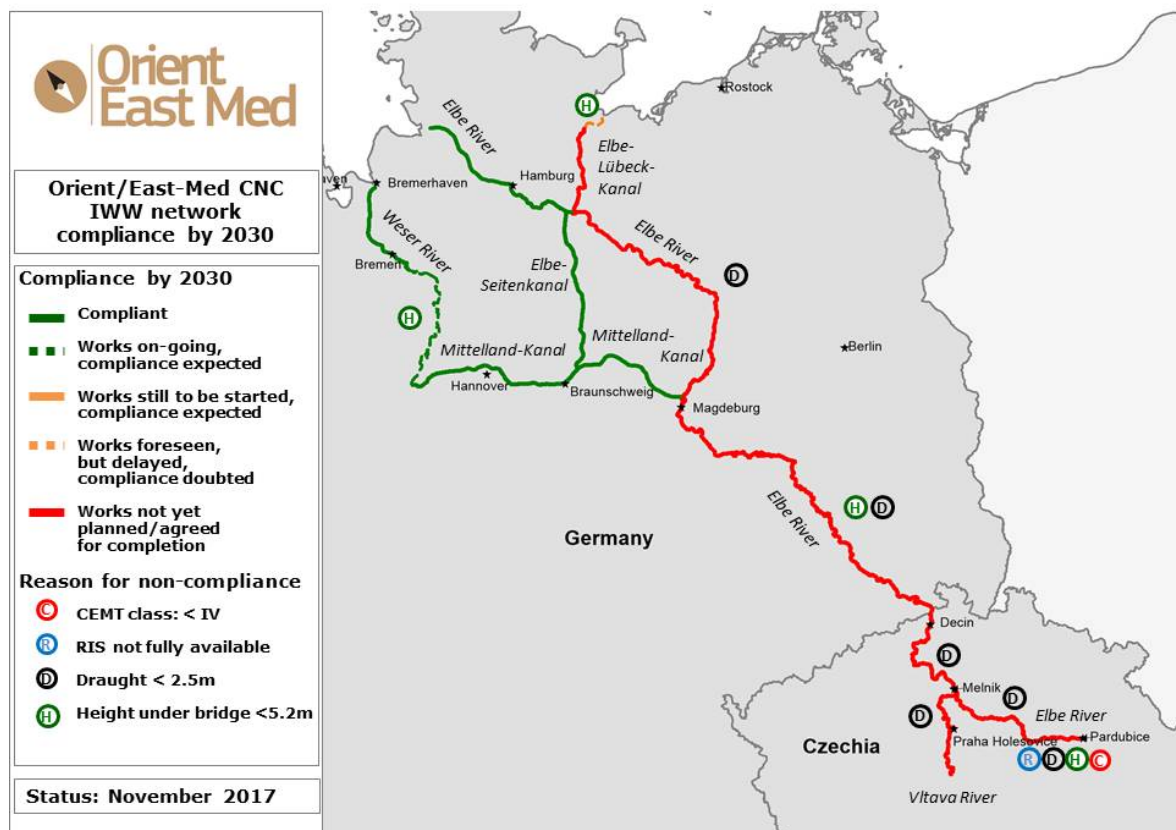 Orient
East Med
Orient/East-Med CNC
IWW network
compliance by 2030
Compliance by 2030
Compliant
Works on-going,
compliance expected
Works still to be started,
compliance expected
Works foreseen,
but delayed,
compliance doubted
Works not yet
planned/agreed
for completion
Reason for non-compliance
C CEMT class: < IV
R RIS not fully available
D Draught < 2.5m
H Height under bridge <5.2m
Status: November 2017
Rostock
H
Elbe River
Elbe-
Lübeck-
Kanal
Hamburg
aven
Bremerhaven
Weser River
Bremen
Elbe River
D
Elbe-
Seitenkanal
H
Mittelland-Kanal
Mittelland-
Kanal
Berlin
Hannover
Braunschweig
Magdeburg
Elbe River
H D
Germany
Decin
D
Melnik
D
D
Elbe River
Praha Holesovice
Pardubice
Czechia
R D H C
Vltava River